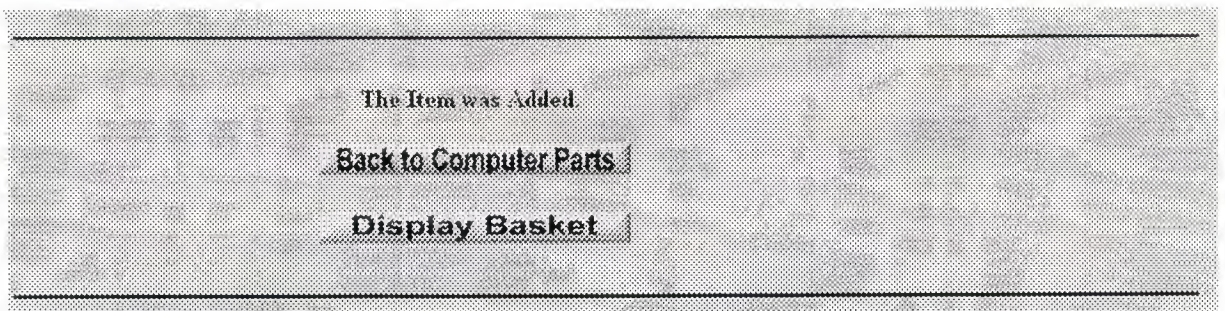 The Item was Added.
Back to Computer Parts
Display Basket